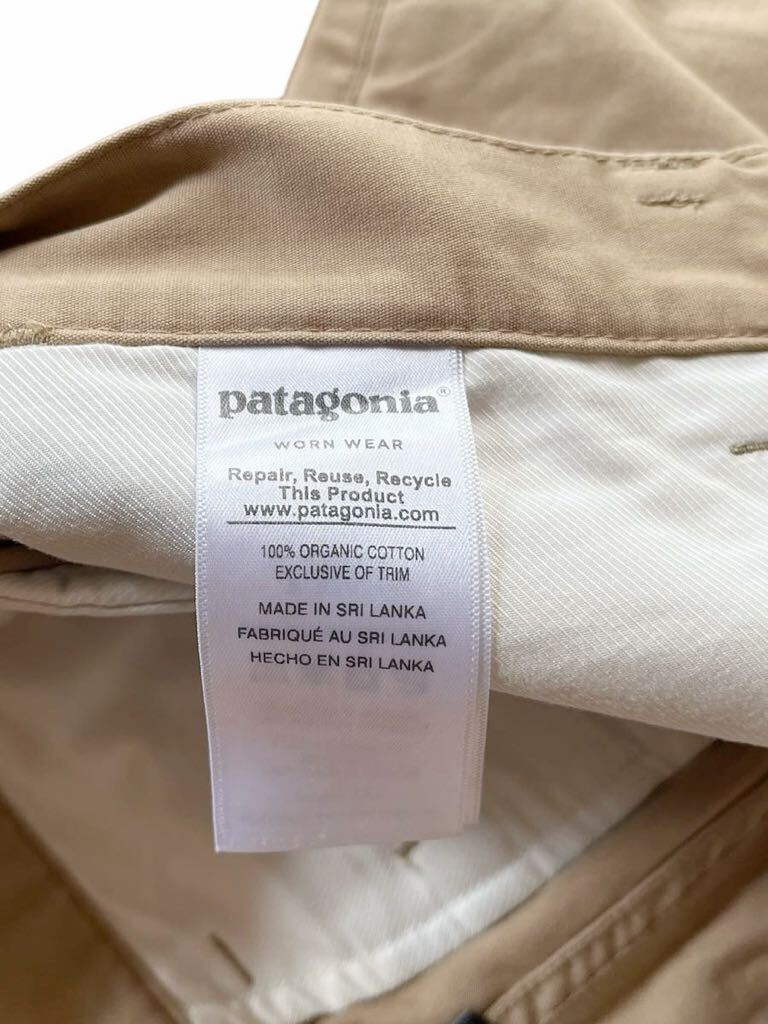 patagonia®
WORN WEAR
Repair, Reuse, Recycle
This Product
www.patagonia.com
100% ORGANIC COTTON
EXCLUSIVE OF TRIM
MADE IN SRI LANKA
FABRIQUÉ AU SRI LANKA
HECHO EN SRI LANKA